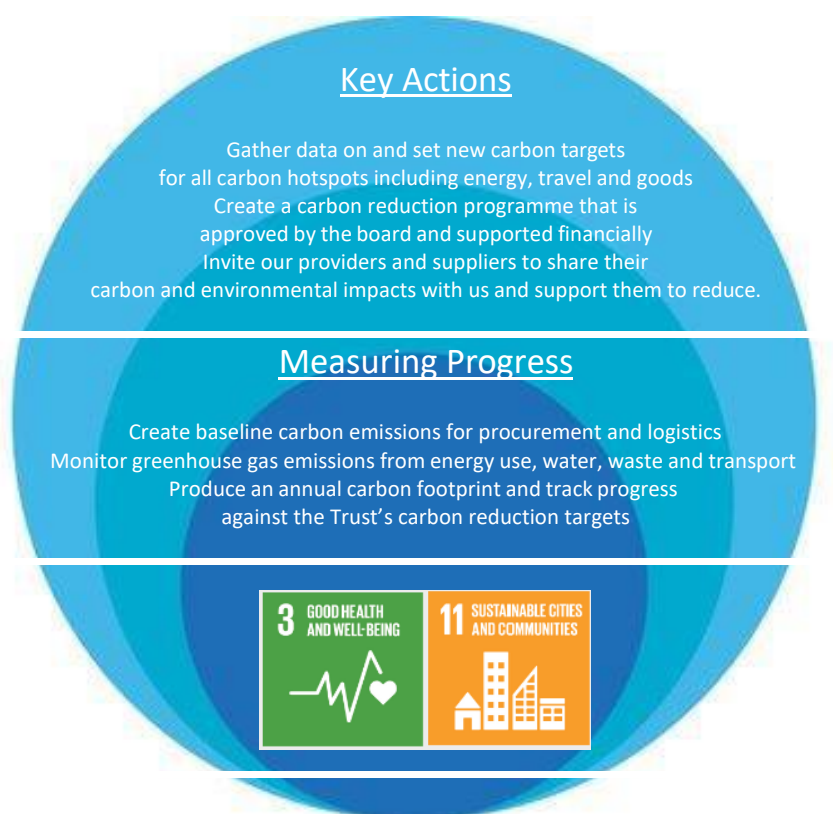 Key Actions
Gather data on and set new carbon targets
for all carbon hotspots including energy, travel and goods
Create a carbon reduction programme that is
approved by the board and supported financially
Invite our providers and suppliers to share their
carbon and environmental impacts with us and support them to reduce.
Measuring Progress
Create baseline carbon emissions for procurement and logistics
Monitor greenhouse gas emissions from energy use, water, waste and transport
Produce an annual carbon footprint and track progress
against the Trust’s carbon reduction targets
3 GOOD HEALTH
AND WELL-BEING
11 SUSTAINABLE CITIES
AND COMMUNITIES